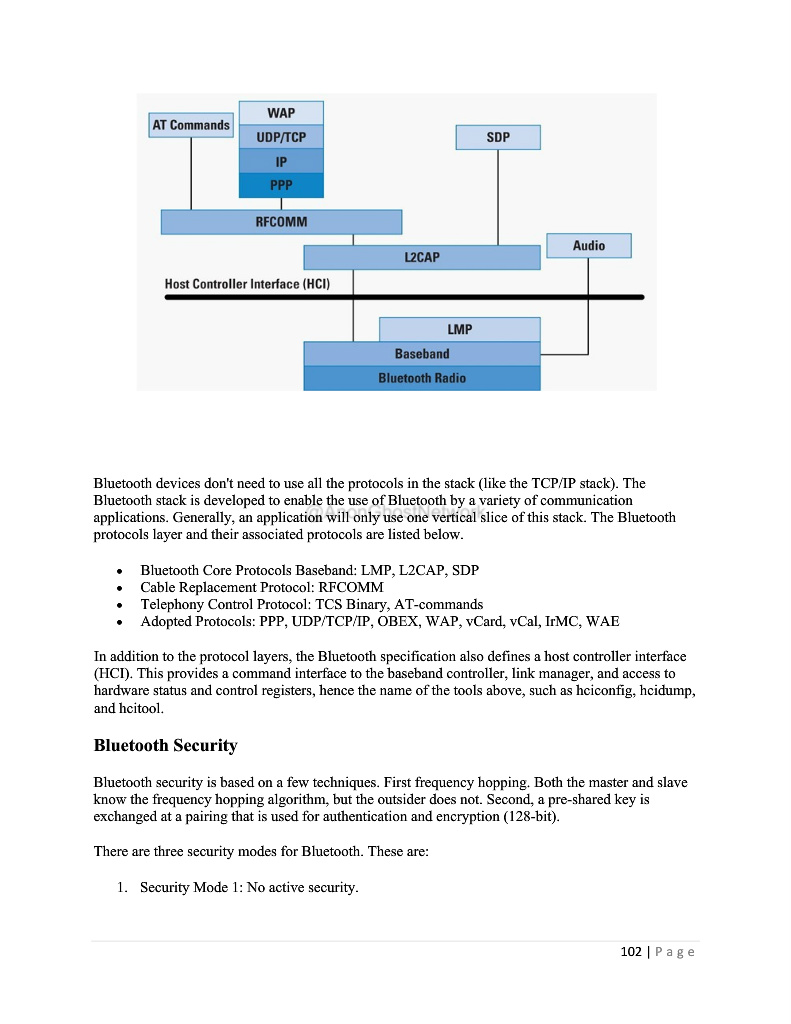 WAP
AT Commands
UDP/TCP
SDP
IP
PPP
RFCOMM
Audio
L2CAP
Host Controller Interface (HCI)
LMP
Baseband
Bluetooth Radio
Bluetooth devices don't need to use all the protocols in the stack (like the TCP/IP stack). The
Bluetooth stack is developed to enable the use of Bluetooth by a variety of communication
@AnonGhostNetwork
applications. Generally, an application will only use one vertical slice of this stack. The Bluetooth
protocols layer and their associated protocols are listed below.
• Bluetooth Core Protocols Baseband: LMP, L2CAP, SDP
• Cable Replacement Protocol: RFCOMM
• Telephony Control Protocol: TCS Binary, AT-commands
• Adopted Protocols: PPP, UDP/TCP/IP, OBEX, WAP, vCard, vCal, IrMC, WAE
In addition to the protocol layers, the Bluetooth specification also defines a host controller interface
(HCI). This provides a command interface to the baseband controller, link manager, and access to
hardware status and control registers, hence the name of the tools above, such as hciconfig, hcidump,
and hcitool.
Bluetooth Security
Bluetooth security is based on a few techniques. First frequency hopping. Both the master and slave
know the frequency hopping algorithm, but the outsider does not. Second, a pre-shared key is
exchanged at a pairing that is used for authentication and encryption (128-bit).
There are three security modes for Bluetooth. These are:
1. Security Mode 1: No active security.
102 | Page